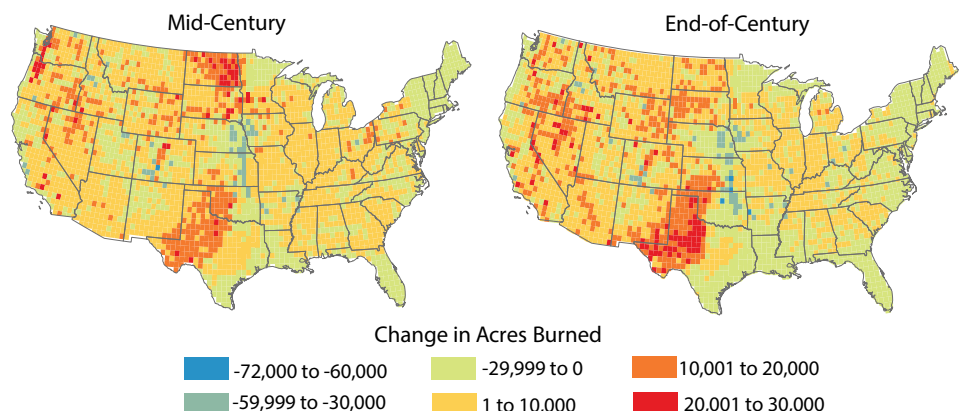 Mid-Century
End-of-Century
Change in Acres Burned
-72,000 to -60,000
-29,999 to 0
10,001 to 20,000
-59,999 to -30,000
1 to 10,000
20,001 to 30,000